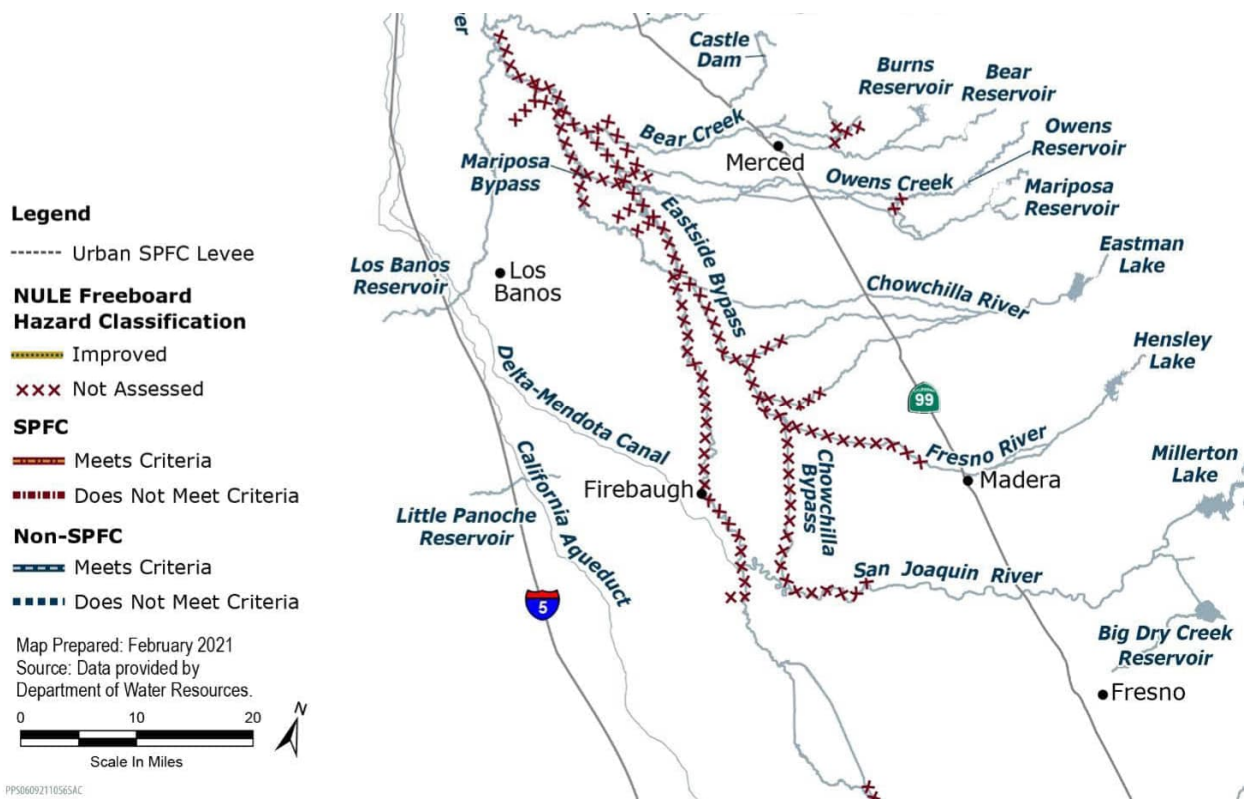 Legend
Urban SPFC Levee
NULE Freeboard
Hazard Classification
Improved
Not Assessed
SPFC
Meets Criteria
Does Not Meet Criteria
Non-SPFC
Meets Criteria
Does Not Meet Criteria
Map Prepared: February 2021
Source: Data provided by
Department of Water Resources.
0 10 20
Scale In Miles
N
PPS0609211056SAC
Castle
Dam
Burns
Reservoir
Bear
Reservoir
Owens
Reservoir
Bear Creek
Merced
Mariposa
Bypass
Owens Creek
Mariposa
Reservoir
Eastside Bypass
Eastman
Lake
Los Banos
Reservoir
Los
Banos
Chowchilla River
Hensley
Lake
Delta-Mendota Canal
99
California Aqueduct
Fresno River
Millerton
Lake
Firebaugh
Chowchilla
Bypass
Madera
Little Panoche
Reservoir
San Joaquin River
5
Big Dry Creek
Reservoir
Fresno